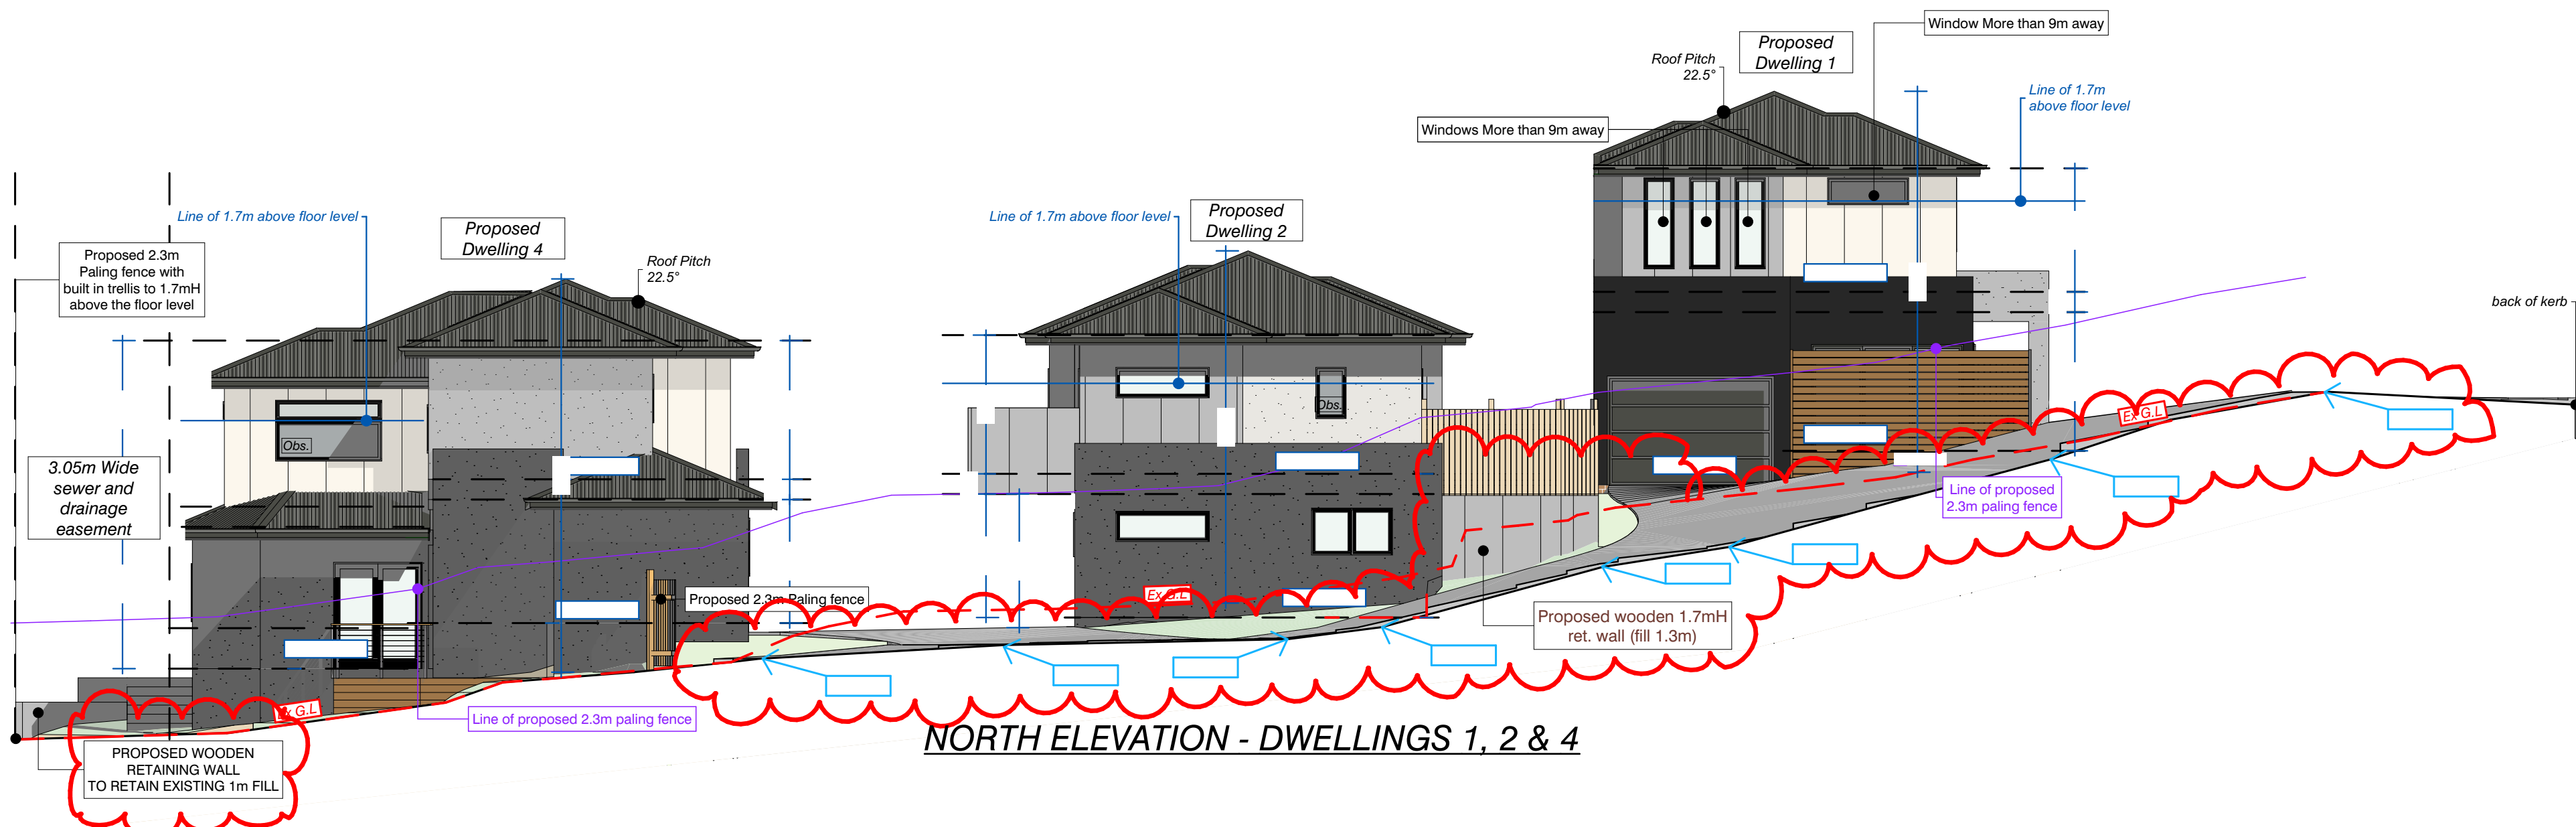 Window More than 9m away
Proposed
Dwelling 1
Roof Pitch
22.5°
Line of 1.7m
above floor level
Windows More than 9m away
Line of 1.7m above floor level
Proposed
Dwelling 4
Line of 1.7m above floor level
Proposed
Dwelling 2
Proposed 2.3m
Paling fence with
built in trellis to 1.7mH
above the floor level
Roof Pitch
22.5°
back of kerb
Obs.
Obs.
Ex G.L
3.05m Wide
sewer and
drainage
easement
Line of proposed
2.3m paling fence
Proposed 2.3m Paling fence
Ex G.L
Proposed wooden 1.7mH
ret. wall (fill 1.3m)
Ex G.L
Line of proposed 2.3m paling fence
NORTH ELEVATION - DWELLINGS 1, 2 & 4
PROPOSED WOODEN
RETAINING WALL
TO RETAIN EXISTING 1m FILL